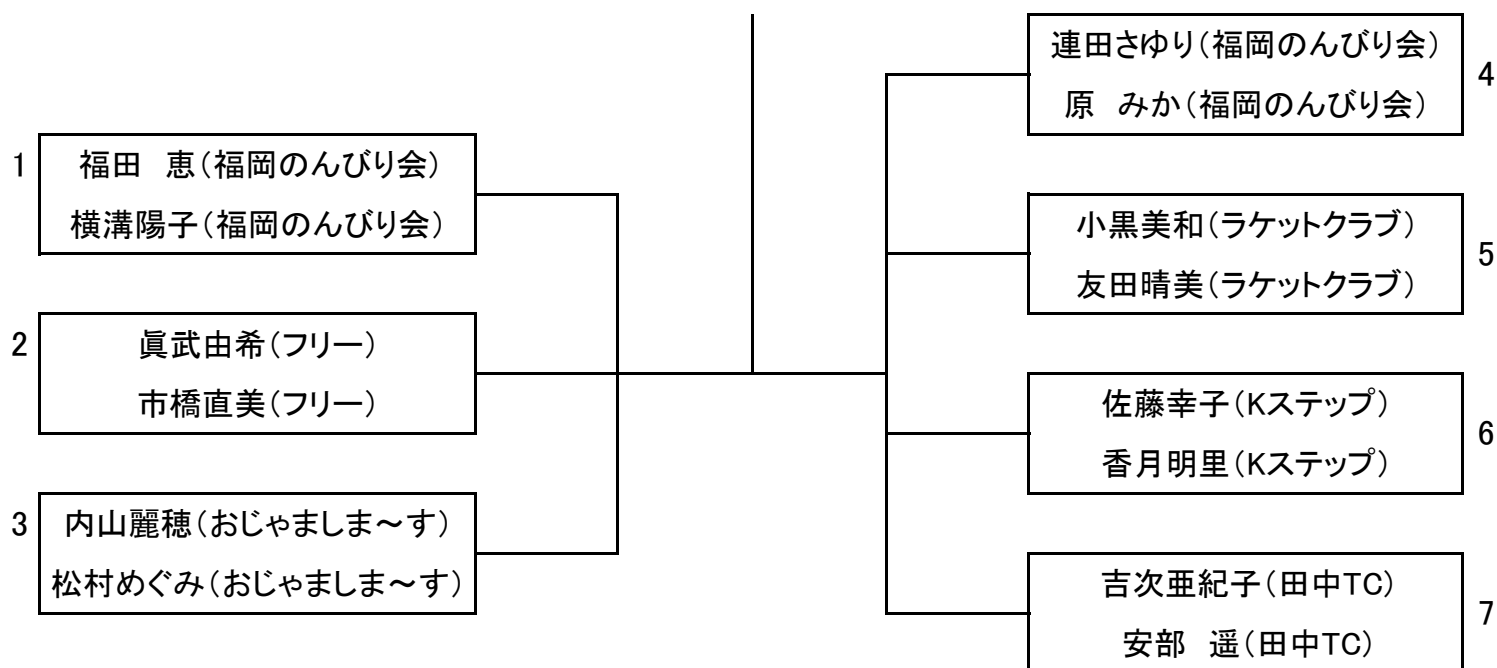 1
福田　恵(福岡のんびり会)
横溝陽子(福岡のんびり会)
2
眞武由希(フリー)
市橋直美(フリー)
3
内山麗穂(おじゃましま～す)
松村めぐみ(おじゃましま～す)
連田さゆり(福岡のんびり会)
原　みか(福岡のんびり会)
4
小黒美和(ラケットクラブ)
友田晴美(ラケットクラブ)
5
佐藤幸子(Kステップ)
香月明里(Kステップ)
6
吉次亜紀子(田中TC)
安部　遥(田中TC)
7